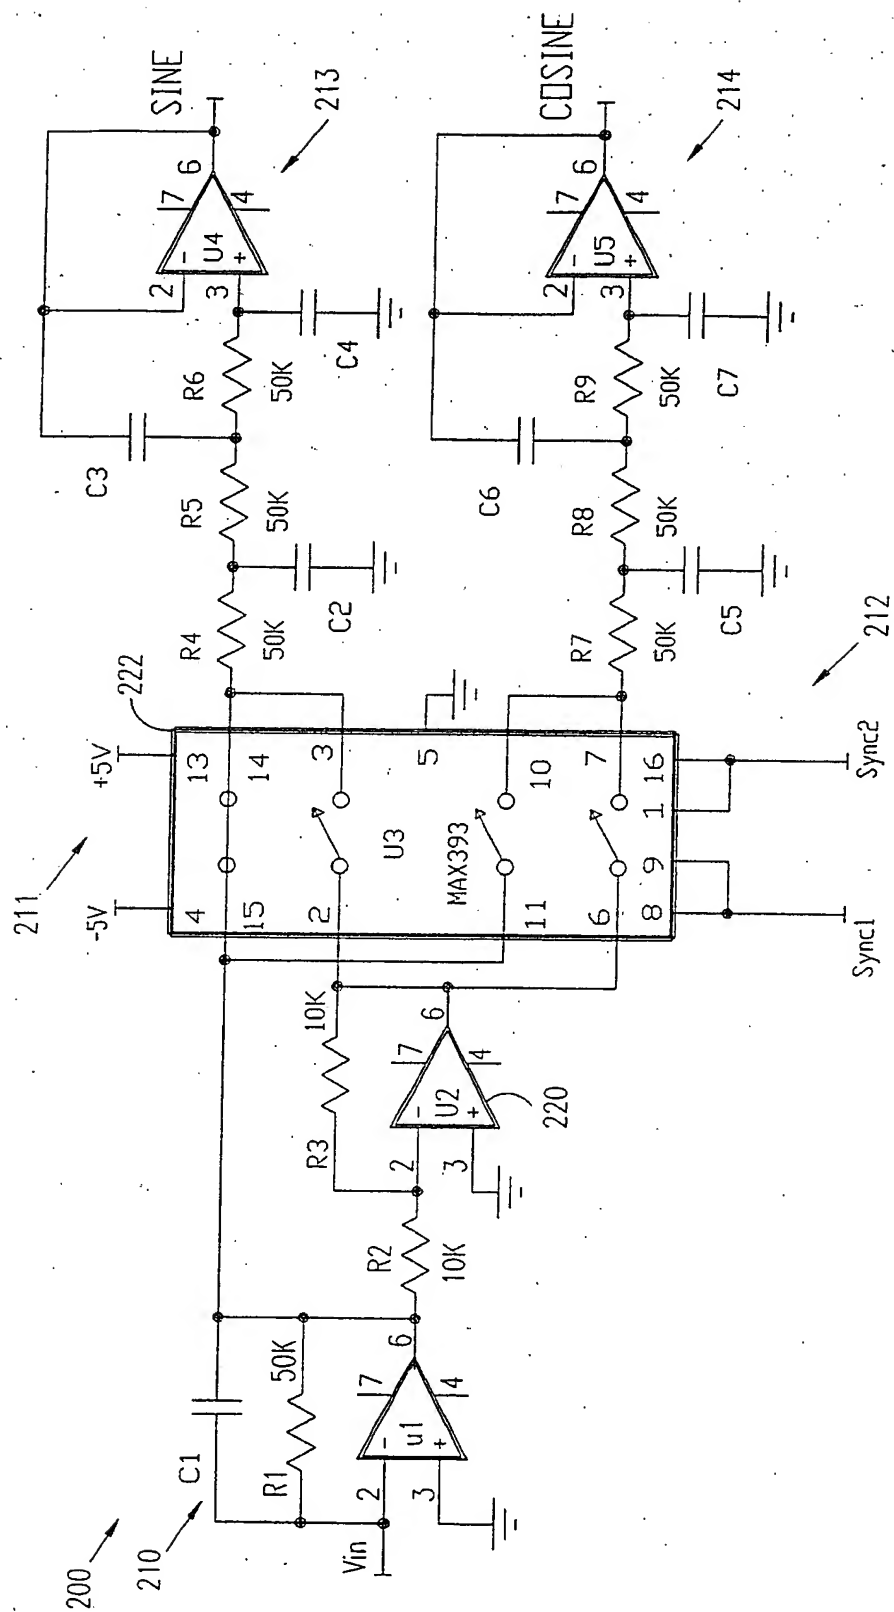 200
210
C1
R1
50K
Vin
2
3
u1
7
4
6
R2
10K
R3
10K
2
3
U2
7
4
6
220
211
-5V
+5V
222
4
13
15
14
2
3
U3
5
MAX393
11
10
6
7
8
9
1
16
Sync1
Sync2
212
R4
50K
C2
R5
50K
C3
R6
50K
C4
2
3
U4
7
4
6
SINE
213
R7
50K
C5
R8
50K
C6
R9
50K
C7
2
3
U5
7
4
6
COSINE
214